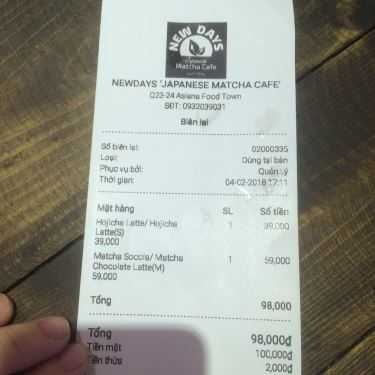 NEW DAYS
Matcha Cafe
NEWDAYS 'JAPANESE MATCHA CAFE'
C23-24 Asiana Food Town
SĐT: 0932039031
Biên lai
Số biên lai: 02000335
Loại: Dùng tại bàn
Phục vụ bởi: Quản lý
Thời gian: 04-02-2018 17:11
Mặt hàng SL Số tiền
Hojicha Latte/ Hojicha 1 39,000
Latte(S)
39,000
Matcha Soccla/ Matcha 1 59,000
Chocolate Latte(M)
59,000
Tổng 98,000
Tổng 98,000đ
Tiền mặt 100,000đ
Tiền thừa 2,000đ